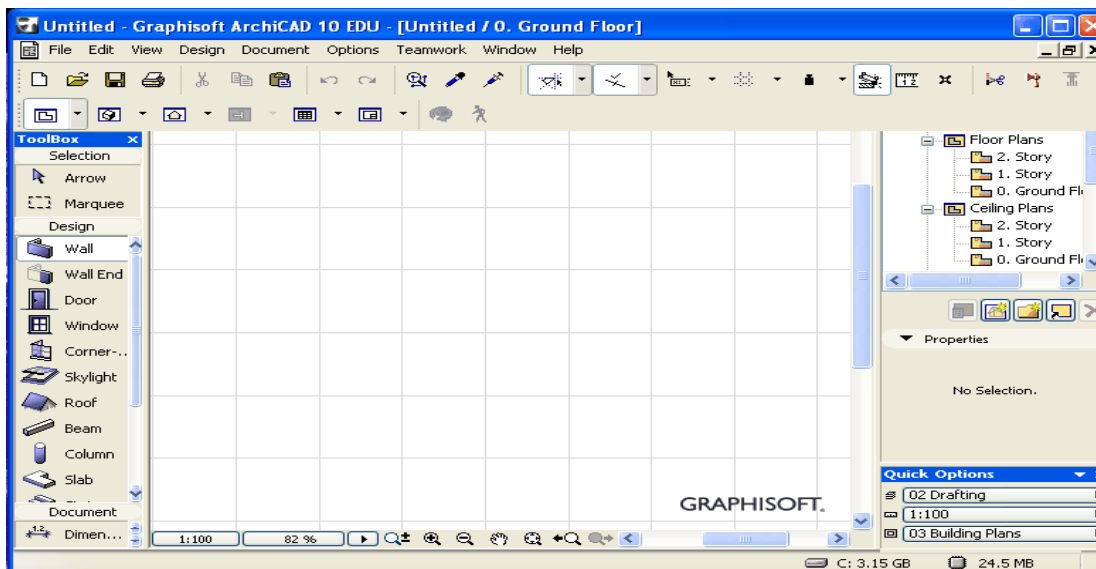 Untitled - Graphisoft ArchiCAD 10 EDU - [Untitled / 0. Ground Floor]
File Edit View Design Document Options Teamwork Window Help
ToolBox
Selection
Arrow
Marquee
Design
Wall
Wall End
Door
Window
Corner-..
Skylight
Roof
Beam
Column
Slab
Document
1.2
Dimen...
GRAPHISOFT.
1:100
82 %
Floor Plans
2. Story
1. Story
0. Ground Fl
Ceiling Plans
2. Story
1. Story
0. Ground Fl
Properties
No Selection.
Quick Options
02 Drafting
1:100
03 Building Plans
C: 3.15 GB 24.5 MB